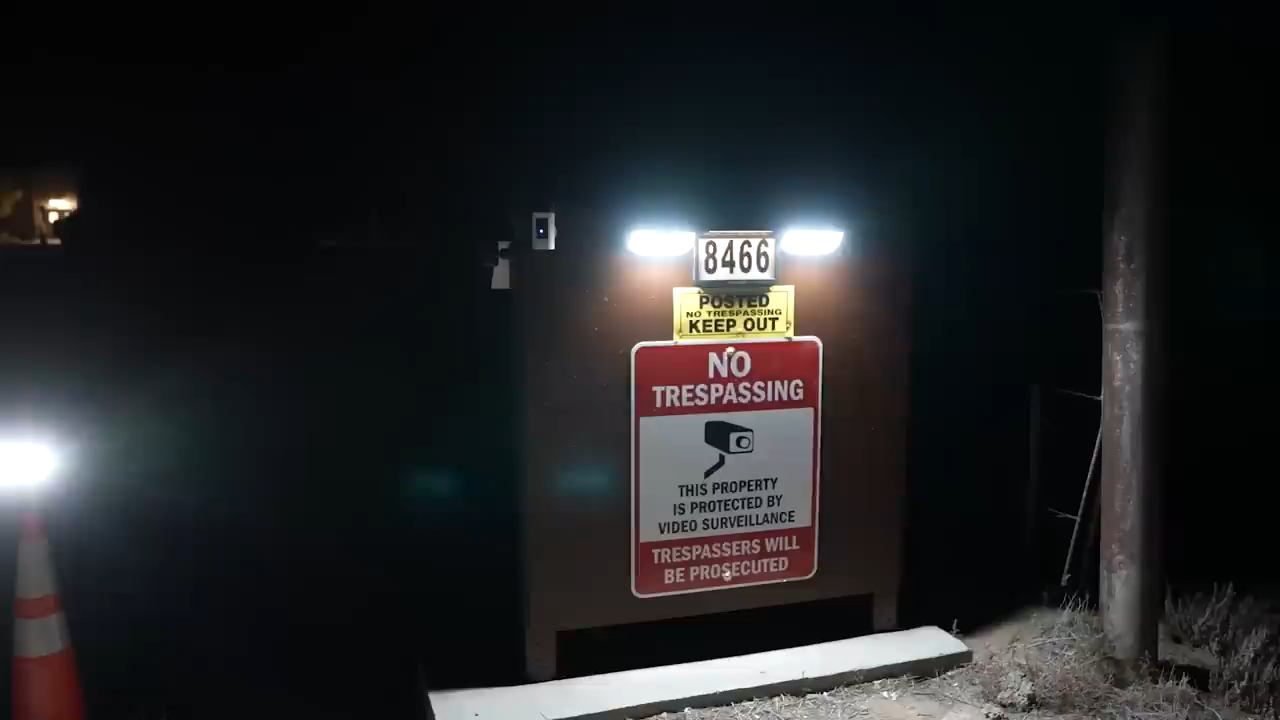 8466
POSTED
NO TRESPASSING
KEEP OUT
NO
TRESPASSING
THIS PROPERTY
IS PROTECTED BY
VIDEO SURVEILLANCE
TRESPASSERS WILL
BE PROSECUTED